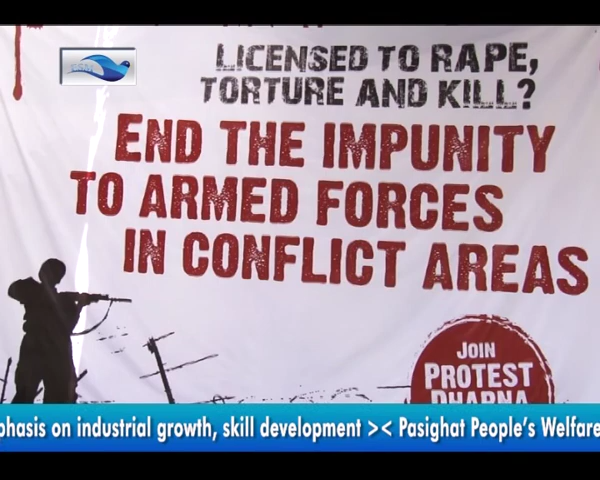 LICENSED TO RAPE,
TORTURE AND KILL?
END THE IMPUNITY
TO ARMED FORCES
IN CONFLICT AREAS
JOIN
PROTEST
DHARNA
phasis on industrial growth, skill development >< Pasighat People's Welfare